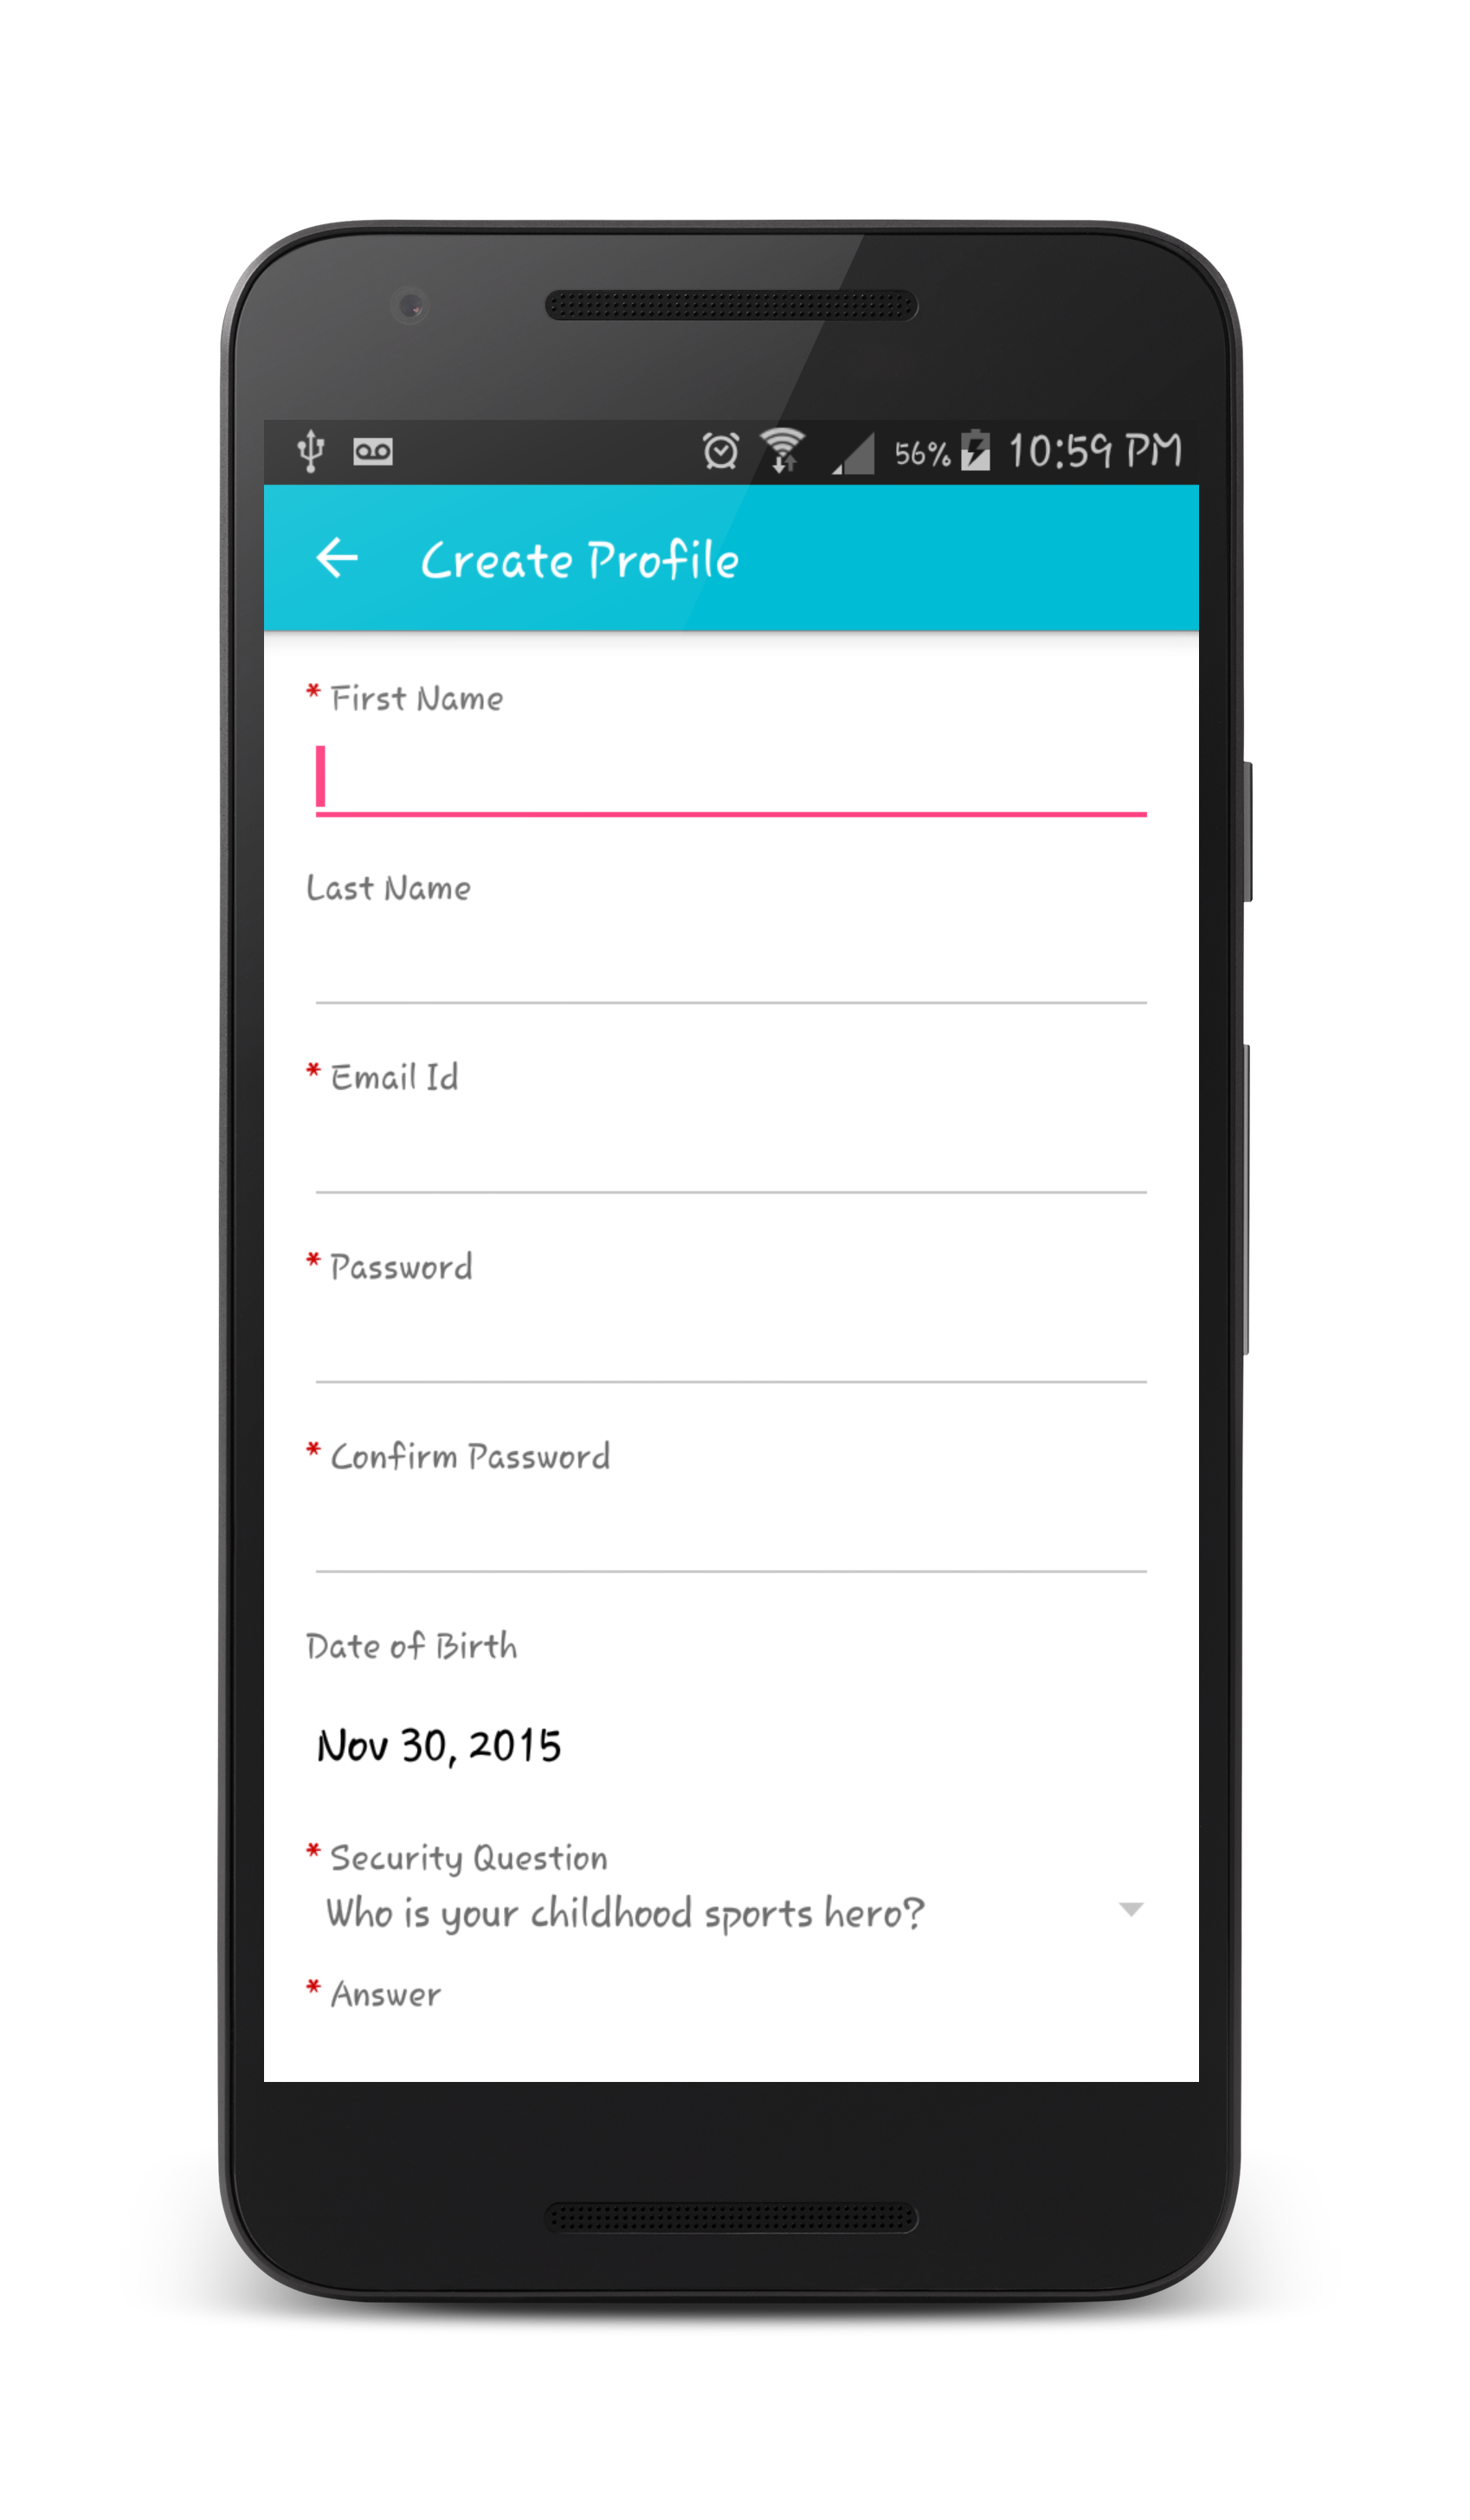 56% 10:59 PM
Create Profile
* First Name
Last Name
* Email Id
* Password
* Confirm Password
Date of Birth
Nov 30, 2015
* Security Question
Who is your childhood sports hero?
* Answer